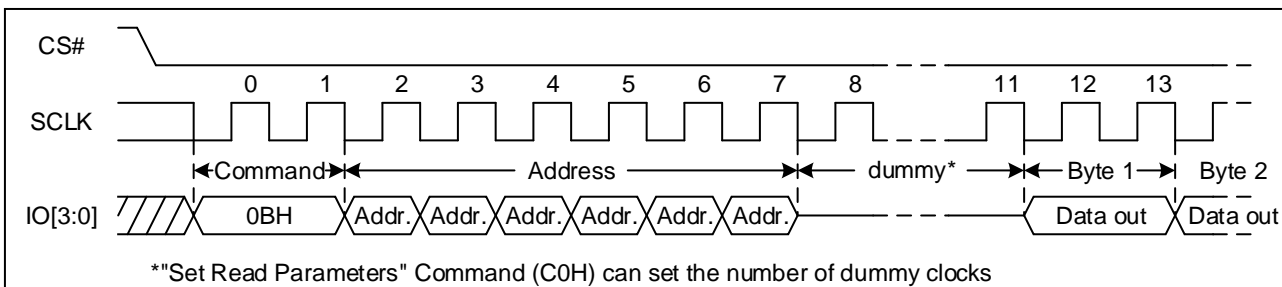 CS#
0 1 2 3 4 5 6 7 8 11 12 13
SCLK
Command Address dummy* Byte 1 Byte 2
IO[3:0] 0BH Addr. Addr. Addr. Addr. Addr. Addr. Data out Data out
*"Set Read Parameters" Command (C0H) can set the number of dummy clocks